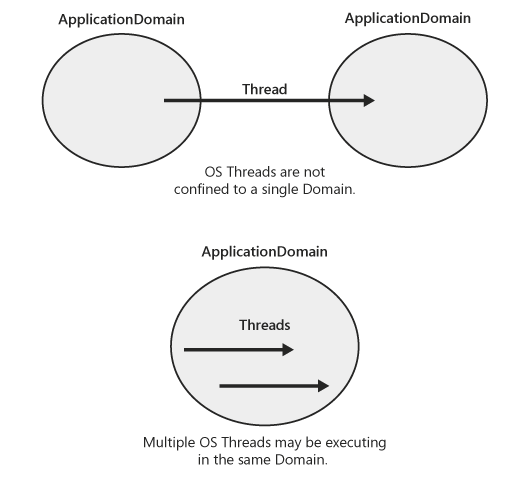 ApplicationDomain
ApplicationDomain
Thread
OS Threads are not
confined to a single Domain.
ApplicationDomain
Threads
Multiple OS Threads may be executing
in the same Domain.